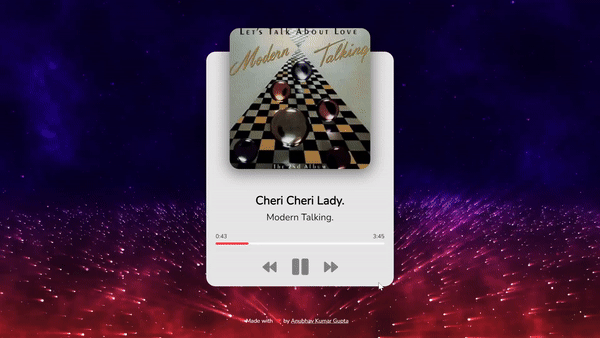 Let's Talk About Love
Modern Talking
The 2nd Album
Cheri Cheri Lady.
Modern Talking.
0:43
3:45
Made with by Anubhav Kumar Gupta